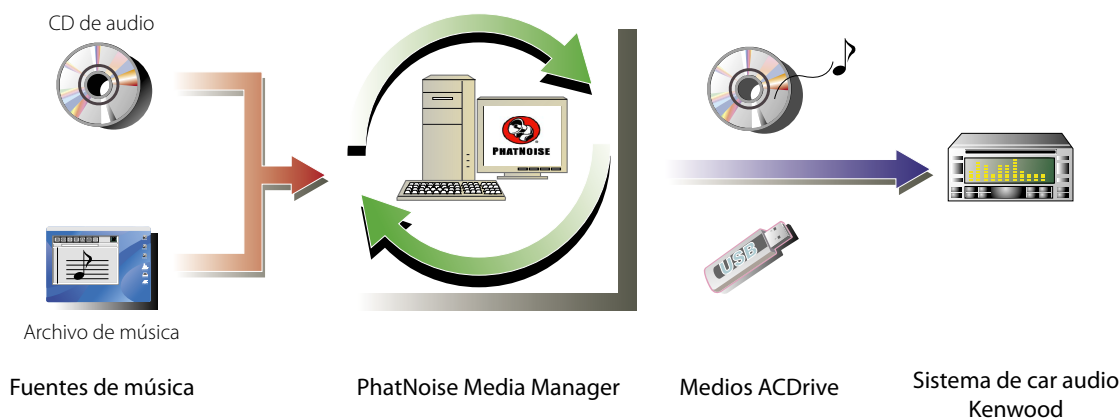 CD de audio
PHATNOISE
USB
Archivo de música
Fuentes de música
PhatNoise Media Manager
Medios ACDrive
Sistema de car audio
Kenwood